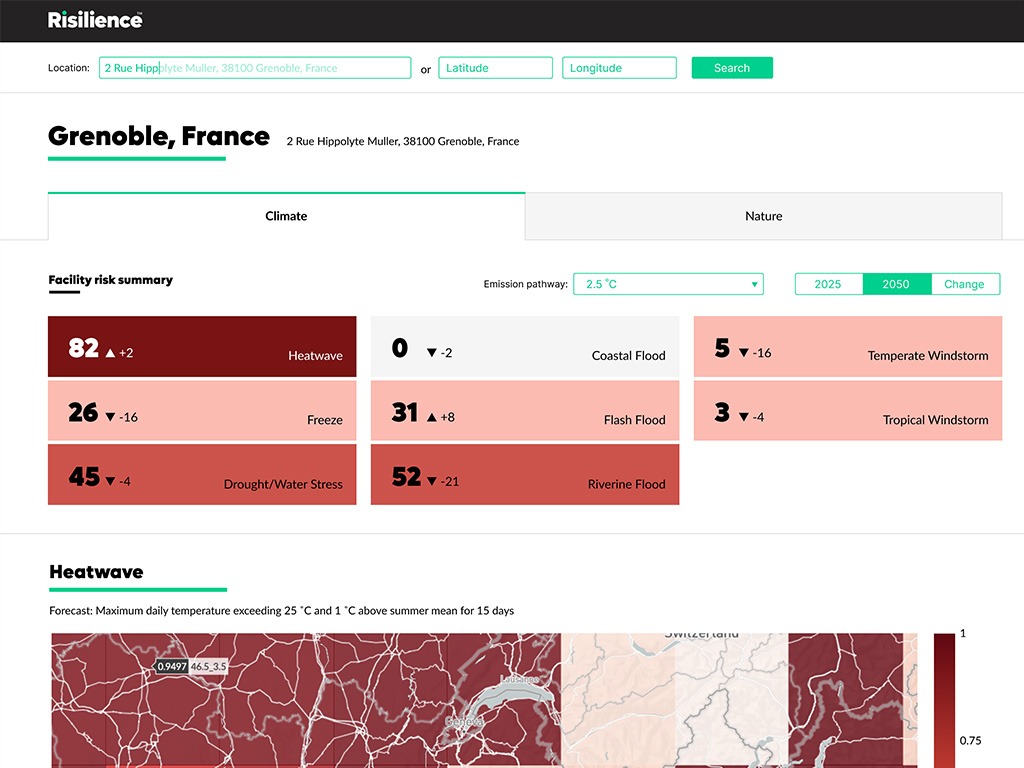 Risilience™
Location: 2 Rue Hippolyte Muller, 38100 Grenoble, France or Latitude Longitude Search
Grenoble, France 2 Rue Hippolyte Muller, 38100 Grenoble, France
Climate Nature
Facility risk summary Emission pathway: 2.5 °C ▼ 2025 2050 Change
82 ▲ +2 Heatwave 0 ▼ -2 Coastal Flood 5 ▼ -16 Temperate Windstorm
26 ▼ -16 Freeze 31 ▲ +8 Flash Flood 3 ▼ -4 Tropical Windstorm
45 ▼ -4 Drought/Water Stress 52 ▼ -21 Riverine Flood
Heatwave
Forecast: Maximum daily temperature exceeding 25 °C and 1 °C above summer mean for 15 days
Switzerland 1
0.9497 46.5_3.5
Lausanne
Geneva
0.75